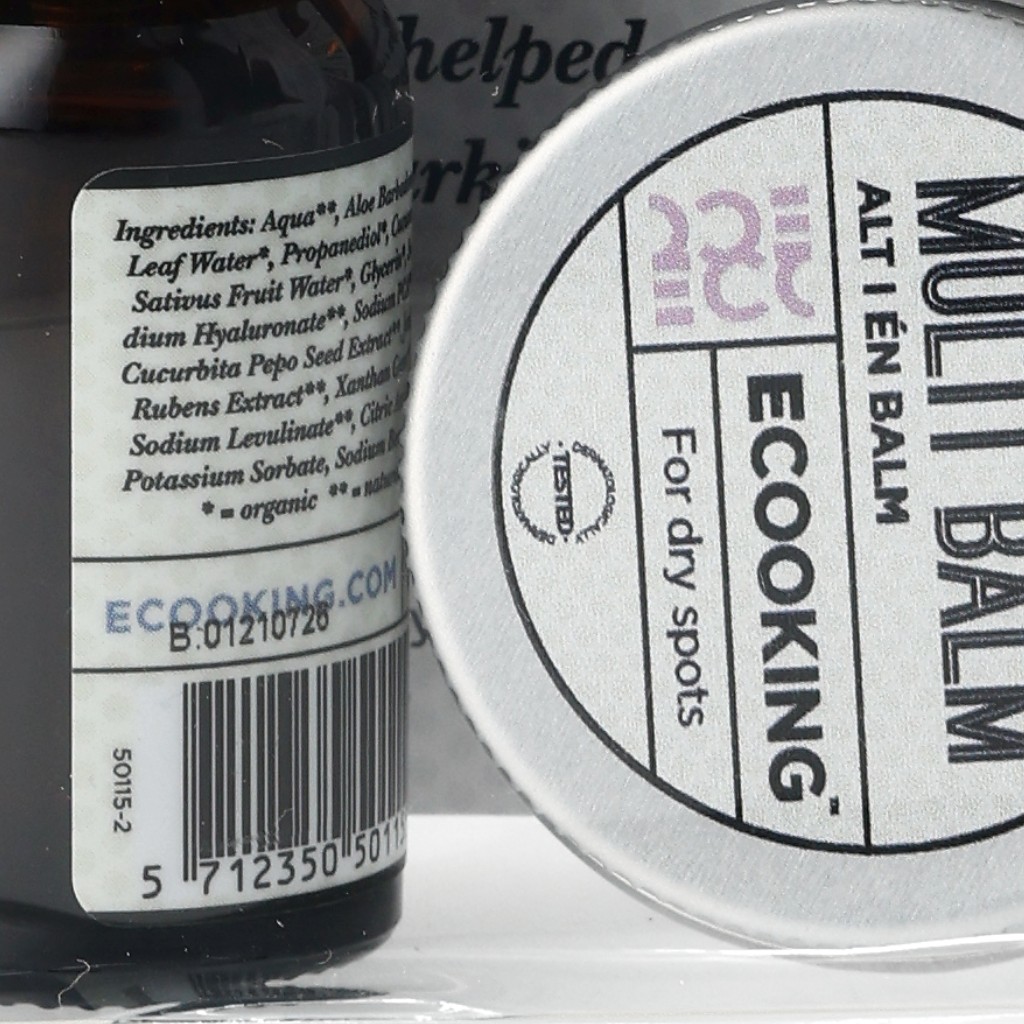 helped
Ingredients: Aqua**, Aloe
Leaf Water*, Propanediol*,
Sativus Fruit Water*, Glycerin*,
dium Hyaluronate**, Sodium
Cucurbita Pepo Seed Extract**,
Rubens Extract**, Xanthan
Sodium Levulinate**, Citric
Potassium Sorbate, Sodium
* = organic ** =
ECOOKING.COM
B:01210726
50115-2
5 712350 5011
MULTI BALM
ALT I ÉN BALM
ECOOKING™
For dry spots
DERMATOLOGICALLY • DERMATOLOGICALLY •
TESTED